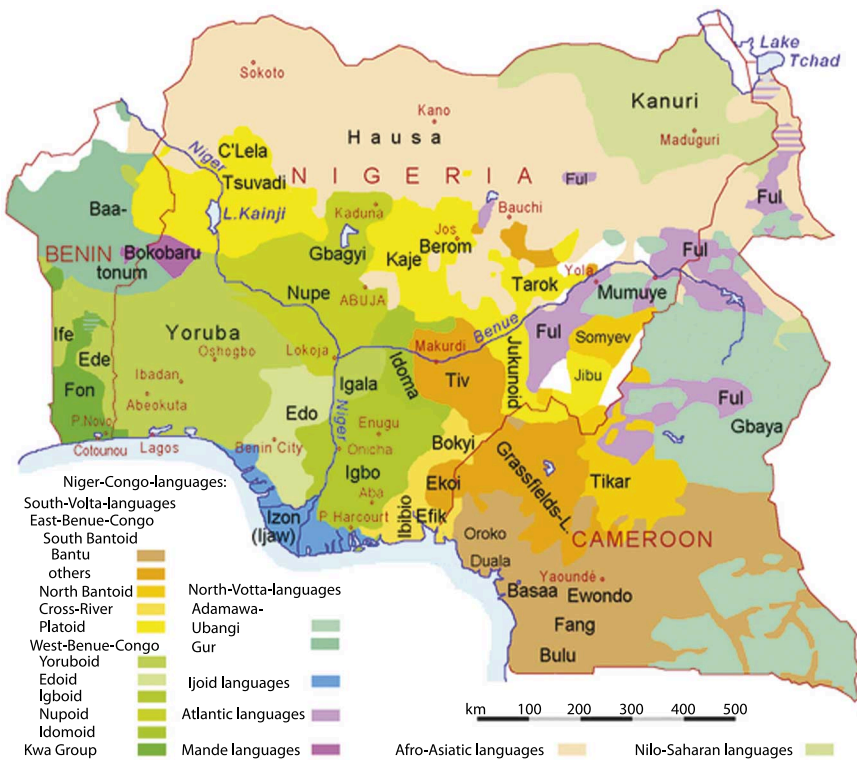 Lake
Tchad
Sokoto
Kano
Kanuri
Maduguri
Hausa
C'Lela
Niger
Tsuvadi
NIGERIA
Ful
Ful
Baa-
L.Kainji
Kaduna
Jos
Bauchi
BENIN
Bokobaru
tonum
Gbagyi
Kaje
Berom
Ful
Tarok
Yola
Mumuye
Nupe
ABUJA
Ife
Yoruba
Benue
Ful
Somyev
Ede
Oshogbo
Lokoja
Makurdi
Jukunoid
Fon
Ibadan
Idoma
Tiv
Jibu
Abeokuta
Igala
Ful
P.Novo
Edo
Niger
Enugu
Gbaya
Cotounou
Lagos
Benin City
Onicha
Bokyi
Grassfields-L.
Tikar
Igbo
Ekoi
Aba
Izon
(Ijaw)
P. Harcourt
Ibibio
Efik
Oroko
CAMEROON
Duala
Yaoundé
Basaa
Ewondo
Fang
Bulu
Niger-Congo-languages:
South-Volta-languages
East-Benue-Congo
South Bantoid
Bantu
others
North Bantoid
Cross-River
Platoid
West-Benue-Congo
Yoruboid
Edoid
Igboid
Nupoid
Idomoid
Kwa Group
North-Votta-languages
Adamawa-
Ubangi
Gur
Ijoid languages
Atlantic languages
Mande languages
km 100 200 300 400 500
Afro-Asiatic languages
Nilo-Saharan languages